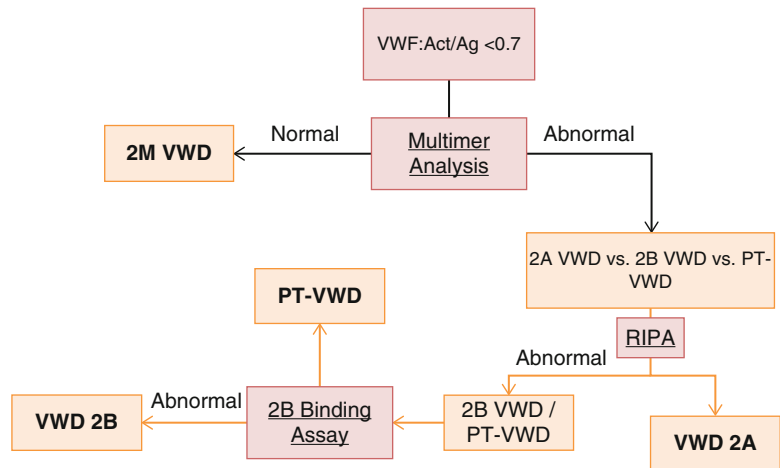 VWF:Act/Ag <0.7
Normal
Abnormal
2M VWD
Multimer
Analysis
2A VWD vs. 2B VWD vs. PT-
VWD
PT-VWD
RIPA
Abnormal
Abnormal
VWD 2B
2B Binding
Assay
2B VWD /
PT-VWD
VWD 2A